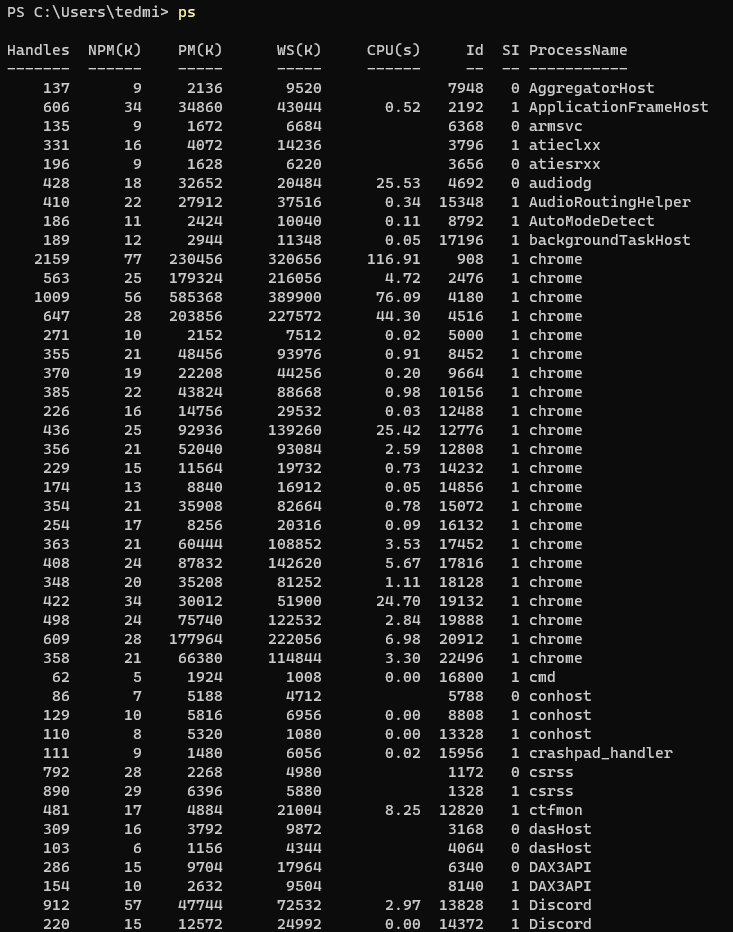 PS C:\Users\tedmi> ps
Handles  NPM(K)    PM(K)      WS(K)     CPU(s)     Id  SI ProcessName
-------  ------    -----      -----     ------     --  -- -----------
    137       9     2136       9520              7948   0 AggregatorHost
    606      34    34860      43044       0.52   2192   1 ApplicationFrameHost
    135       9     1672       6684              6368   0 armsvc
    331      16     4072      14236              3796   1 atieclxx
    196       9     1628       6220              3656   0 atiesrxx
    428      18    32652      20484      25.53   4692   0 audiodg
    410      22    27912      37516       0.34  15348   1 AudioRoutingHelper
    186      11     2424      10040       0.11   8792   1 AutoModeDetect
    189      12     2944      11348       0.05  17196   1 backgroundTaskHost
   2159      77   230456     320656     116.91    908   1 chrome
    563      25   179324     216056       4.72   2476   1 chrome
   1009      56   585368     389900      76.09   4180   1 chrome
    647      28   203856     227572      44.30   4516   1 chrome
    271      10     2152       7512       0.02   5000   1 chrome
    355      21    48456      93976       0.91   8452   1 chrome
    370      19    22208      44256       0.20   9664   1 chrome
    385      22    43824      88668       0.98  10156   1 chrome
    226      16    14756      29532       0.03  12488   1 chrome
    436      25    92936     139260      25.42  12776   1 chrome
    356      21    52040      93084       2.59  12808   1 chrome
    229      15    11564      19732       0.73  14232   1 chrome
    174      13     8840      16912       0.05  14856   1 chrome
    354      21    35908      82664       0.78  15072   1 chrome
    254      17     8256      20316       0.09  16132   1 chrome
    363      21    60444     108852       3.53  17452   1 chrome
    408      24    87832     142620       5.67  17816   1 chrome
    348      20    35208      81252       1.11  18128   1 chrome
    422      34    30012      51900      24.70  19132   1 chrome
    498      24    75740     122532       2.84  19888   1 chrome
    609      28   177964     222056       6.98  20912   1 chrome
    358      21    66380     114844       3.30  22496   1 chrome
     62       5     1924       1008       0.00  16800   1 cmd
     86       7     5188       4712              5788   0 conhost
    129      10     5816       6956       0.00   8808   1 conhost
    110       8     5320       1080       0.00  13328   1 conhost
    111       9     1480       6056       0.02  15956   1 crashpad_handler
    792      28     2268       4980              1172   0 csrss
    890      29     6396       5880              1328   1 csrss
    481      17     4884      21004       8.25  12820   1 ctfmon
    309      16     3792       9872              3168   0 dasHost
    103       6     1156       4344              4064   0 dasHost
    286      15     9704      17964              6340   0 DAX3API
    154      10     2632       9504              8140   1 DAX3API
    912      57    47744      72532       2.97  13828   1 Discord
    220      15    12572      24992       0.00  14372   1 Discord